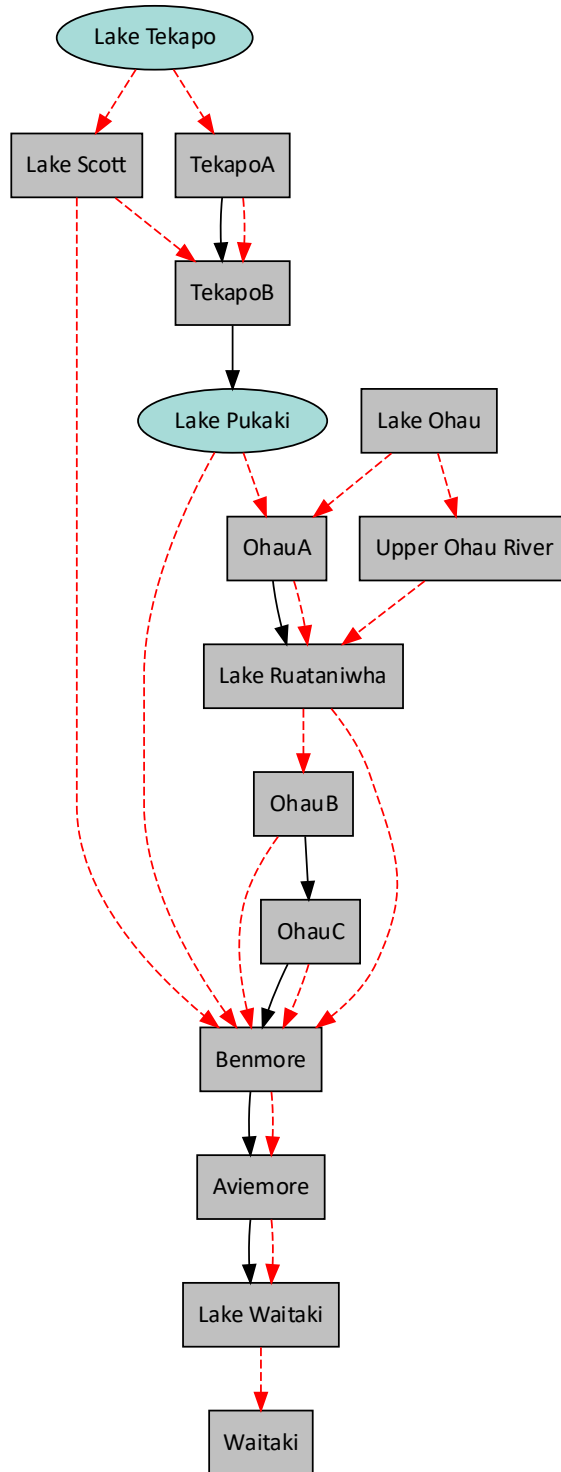 Lake Tekapo
Lake Scott
TekapoA
TekapoB
Lake Pukaki
Lake Ohau
OhauA
Upper Ohau River
Lake Ruataniwha
OhauB
OhauC
Benmore
Aviemore
Lake Waitaki
Waitaki